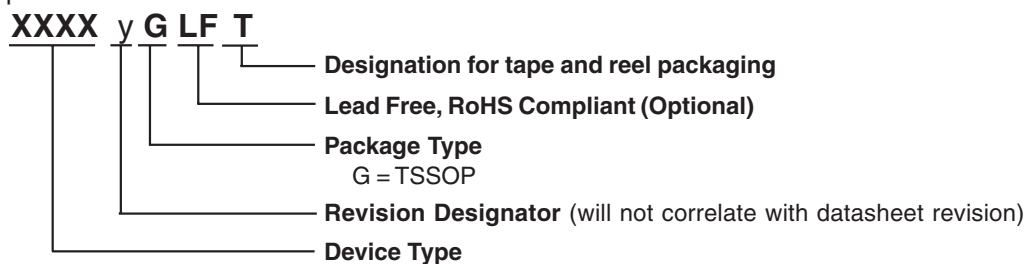 XXXX y G LF T
Designation for tape and reel packaging
Lead Free, RoHS Compliant (Optional)
Package Type
G = TSSOP
Revision Designator (will not correlate with datasheet revision)
Device Type